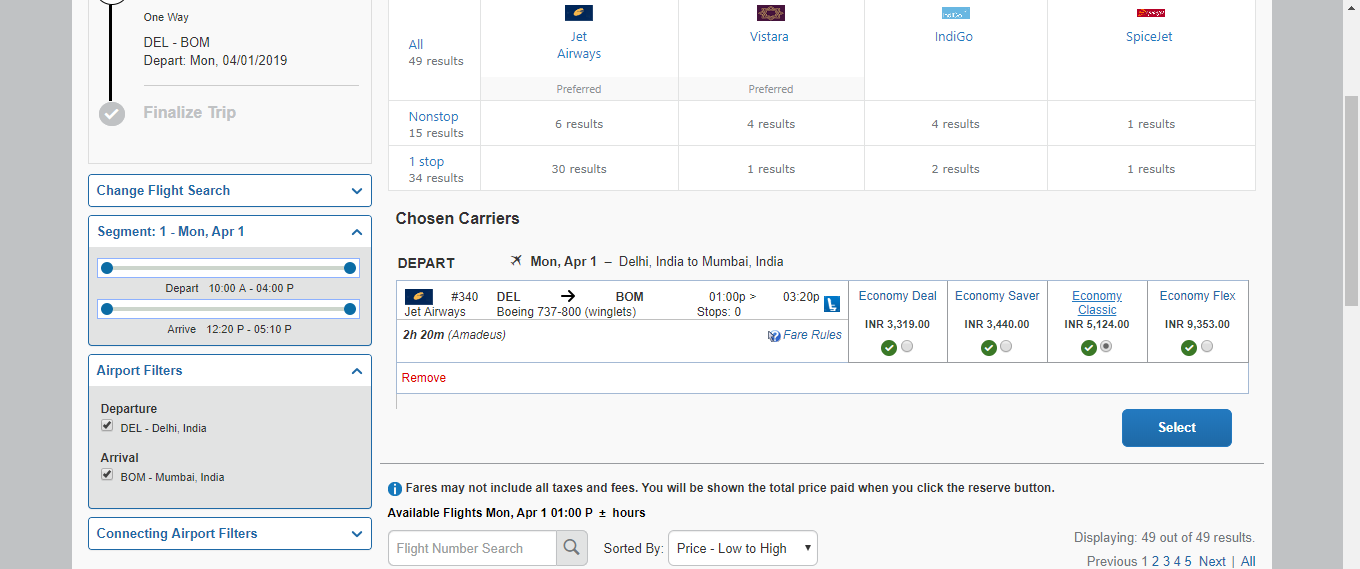 One Way
DEL - BOM
Depart: Mon, 04/01/2019
Finalize Trip
Change Flight Search
Segment: 1 - Mon, Apr 1
Depart 10:00 A - 04:00 P
Arrive 12:20 P - 05:10 P
Airport Filters
Departure
DEL - Delhi, India
Arrival
BOM - Mumbai, India
Connecting Airport Filters
All
49 results
Jet
Airways
Vistara
IndiGo
SpiceJet
Preferred Preferred
Nonstop
15 results
6 results 4 results 4 results 1 results
1 stop
34 results
30 results 1 results 2 results 1 results
Chosen Carriers
DEPART Mon, Apr 1 – Delhi, India to Mumbai, India
#340 DEL BOM 01:00p > 03:20p
Jet Airways Boeing 737-800 (winglets) Stops: 0
2h 20m (Amadeus) Fare Rules
Economy Deal
INR 3,319.00
Economy Saver
INR 3,440.00
Economy
Classic
INR 5,124.00
Economy Flex
INR 9,353.00
Remove
Select
Fares may not include all taxes and fees. You will be shown the total price paid when you click the reserve button.
Available Flights Mon, Apr 1 01:00 P ± hours
Flight Number Search Sorted By: Price - Low to High
Displaying: 49 out of 49 results.
Previous 1 2 3 4 5 Next | All